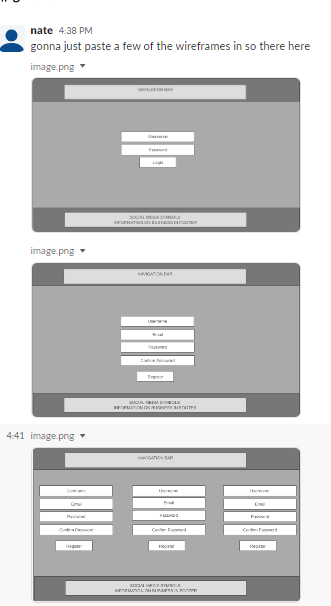 nate 4:38 PM
gonna just paste a few of the wireframes in so there here
image.png
NAVIGATION BAR
Username
Password
Login
SOCIAL MEDIA SYMBOLS
INFORMATION ON BUSINESS IN FOOTER
image.png
NAVIGATION BAR
Username
Email
Password
Confirm Password
Register
SOCIAL MEDIA SYMBOLS
INFORMATION ON BUSINESS IN FOOTER
4:41 image.png
NAVIGATION BAR
Username Username Username
Email Email Email
Password Password Password
Confirm Password Confirm Password Confirm Password
Register Register Register
SOCIAL MEDIA SYMBOLS
INFORMATION ON BUSINESS IN FOOTER